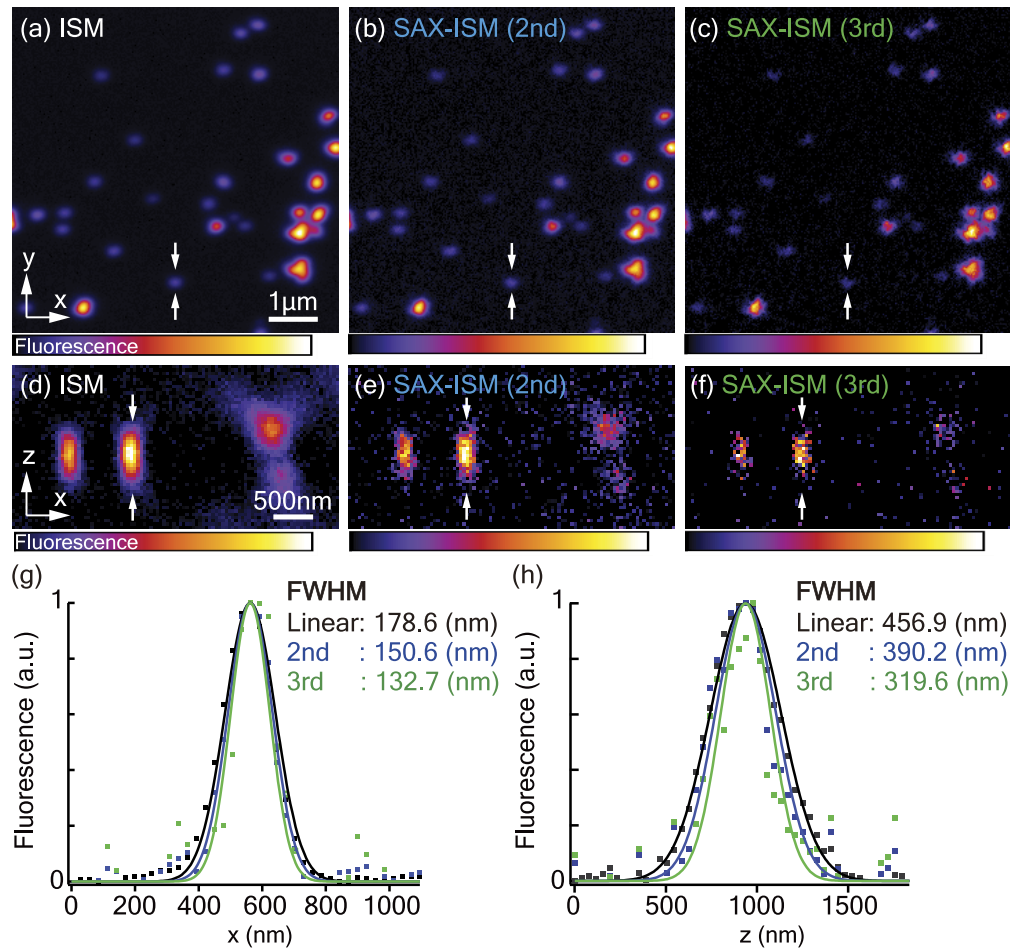 (a) ISM
(b) SAX-ISM (2nd)
(c) SAX-ISM (3rd)
y
x
1μm
Fluorescence
(d) ISM
(e) SAX-ISM (2nd)
(f) SAX-ISM (3rd)
z
x
500nm
Fluorescence
(g)
FWHM
Linear: 178.6 (nm)
2nd : 150.6 (nm)
3rd : 132.7 (nm)
1
0
Fluorescence (a.u.)
0 200 400 600 800 1000
x (nm)
(h)
FWHM
Linear: 456.9 (nm)
2nd : 390.2 (nm)
3rd : 319.6 (nm)
1
0
Fluorescence (a.u.)
0 500 1000 1500
z (nm)